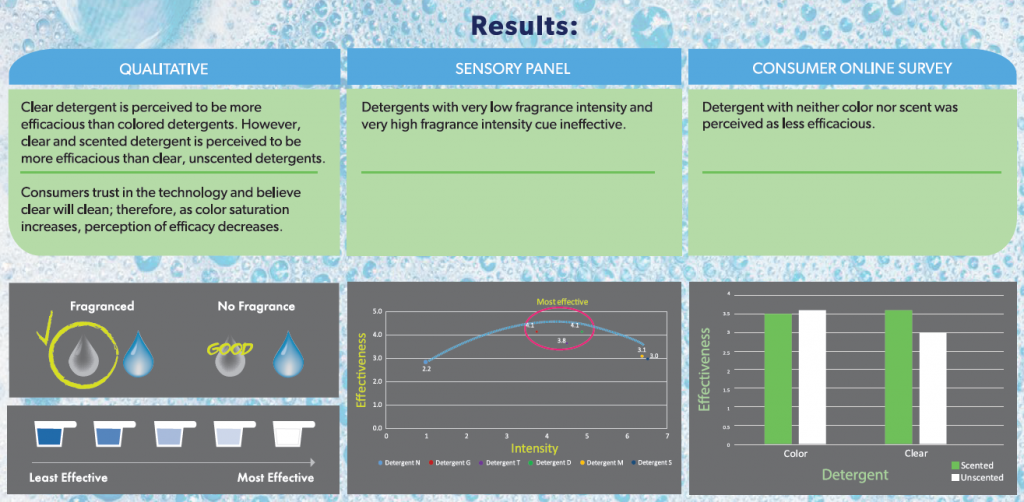 Results:
QUALITATIVE
Clear detergent is perceived to be more
efficacious than colored detergents. However,
clear and scented detergent is perceived to be
more efficacious than clear, unscented detergents.
Consumers trust in the technology and believe
clear will clean; therefore, as color saturation
increases, perception of efficacy decreases.
SENSORY PANEL
Detergents with very low fragrance intensity and
very high fragrance intensity cue ineffective.
CONSUMER ONLINE SURVEY
Detergent with neither color nor scent was
perceived as less efficacious.
Fragranced
No Fragrance
GOOD
Least Effective
Most Effective
Most effective
Effectiveness
5.0
4.0
3.0
2.0
1.0
0.0
2.2
4.1
4.1
3.8
3.1
3.0
0 1 2 3 4 5 6 7
Intensity
Detergent N Detergent G Detergent T Detergent D Detergent M Detergent S
Effectiveness
4
3.5
3
2.5
2
1.5
1
0.5
0
Color
Clear
Detergent
Scented
Unscented